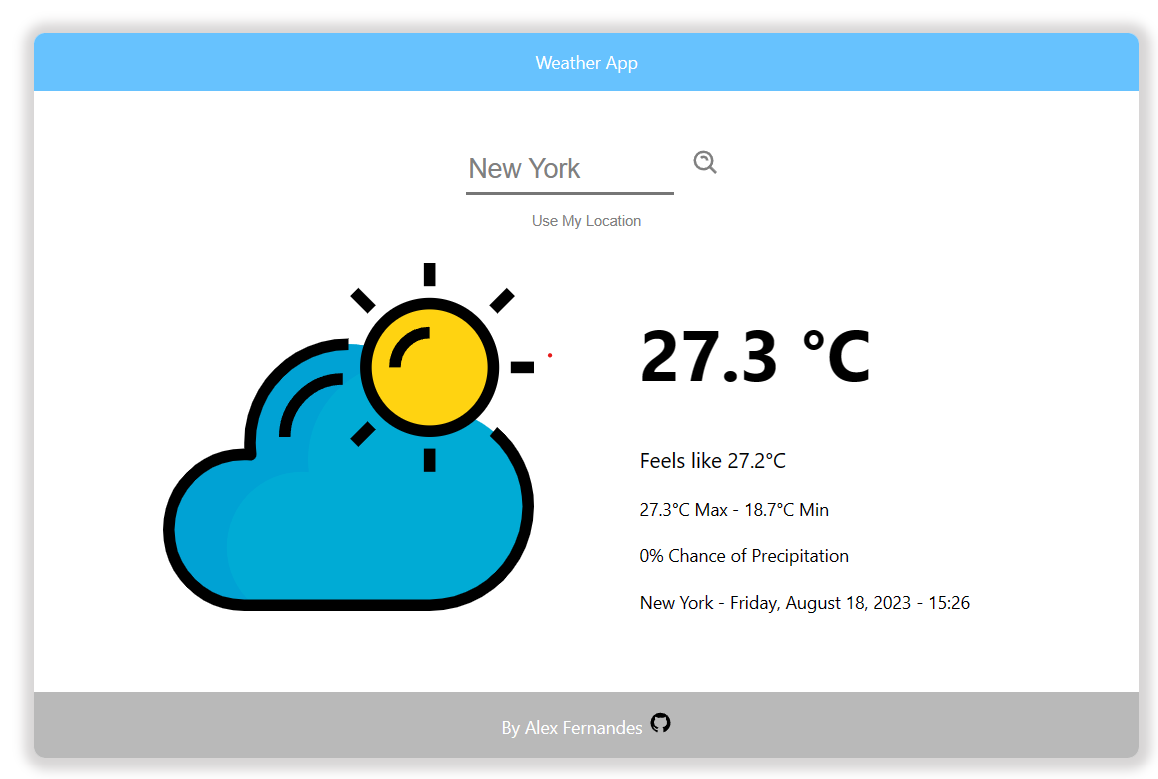 Weather App
New York
Use My Location
27.3 °C
Feels like 27.2°C
27.3°C Max - 18.7°C Min
0% Chance of Precipitation
New York - Friday, August 18, 2023 - 15:26
By Alex Fernandes